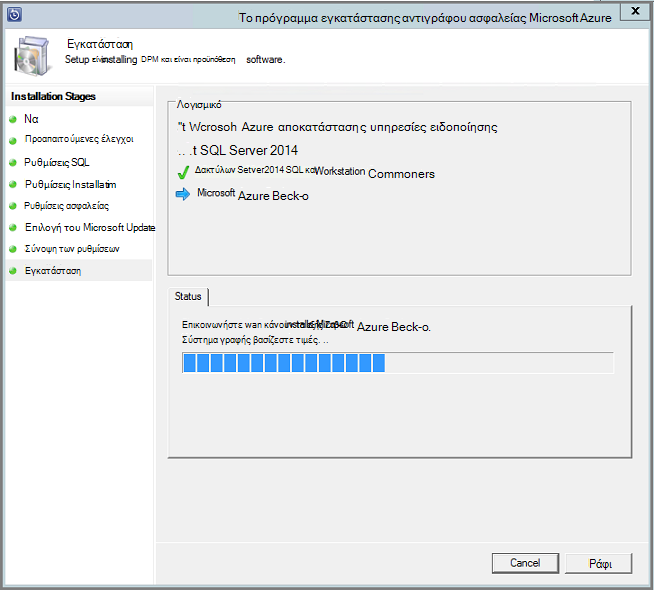 Το πρόγραμμα εγκατάστασης αντιγράφου ασφαλείας Microsoft Azure
x
Εγκατάσταση
Setup είναι installing DPM και είναι προϋπόθεση software.
Installation Stages
Να
Προαπαιτούμενες έλεγχοι
Ρυθμίσεις SQL
Ρυθμίσεις Installatim
Ρυθμίσεις ασφαλείας
Επιλογή του Microsoft Update
Σύνοψη των ρυθμίσεων
Εγκατάσταση
Λογισμικό
"t Wcrosoh Azure αποκατάστασης υπηρεσίες ειδοποίησης
.. .t SQL Server 2014
Δακτύλων Setver2014 SQL και Workstation Commoners
Microsoft Azure Beck-o
Status
Επικοινωνήστε wan κάνουν Microsoft Azure Beck-o.
Σύστημα γραφής βασίζεστε τιμές. ..
Cancel
Ράφι